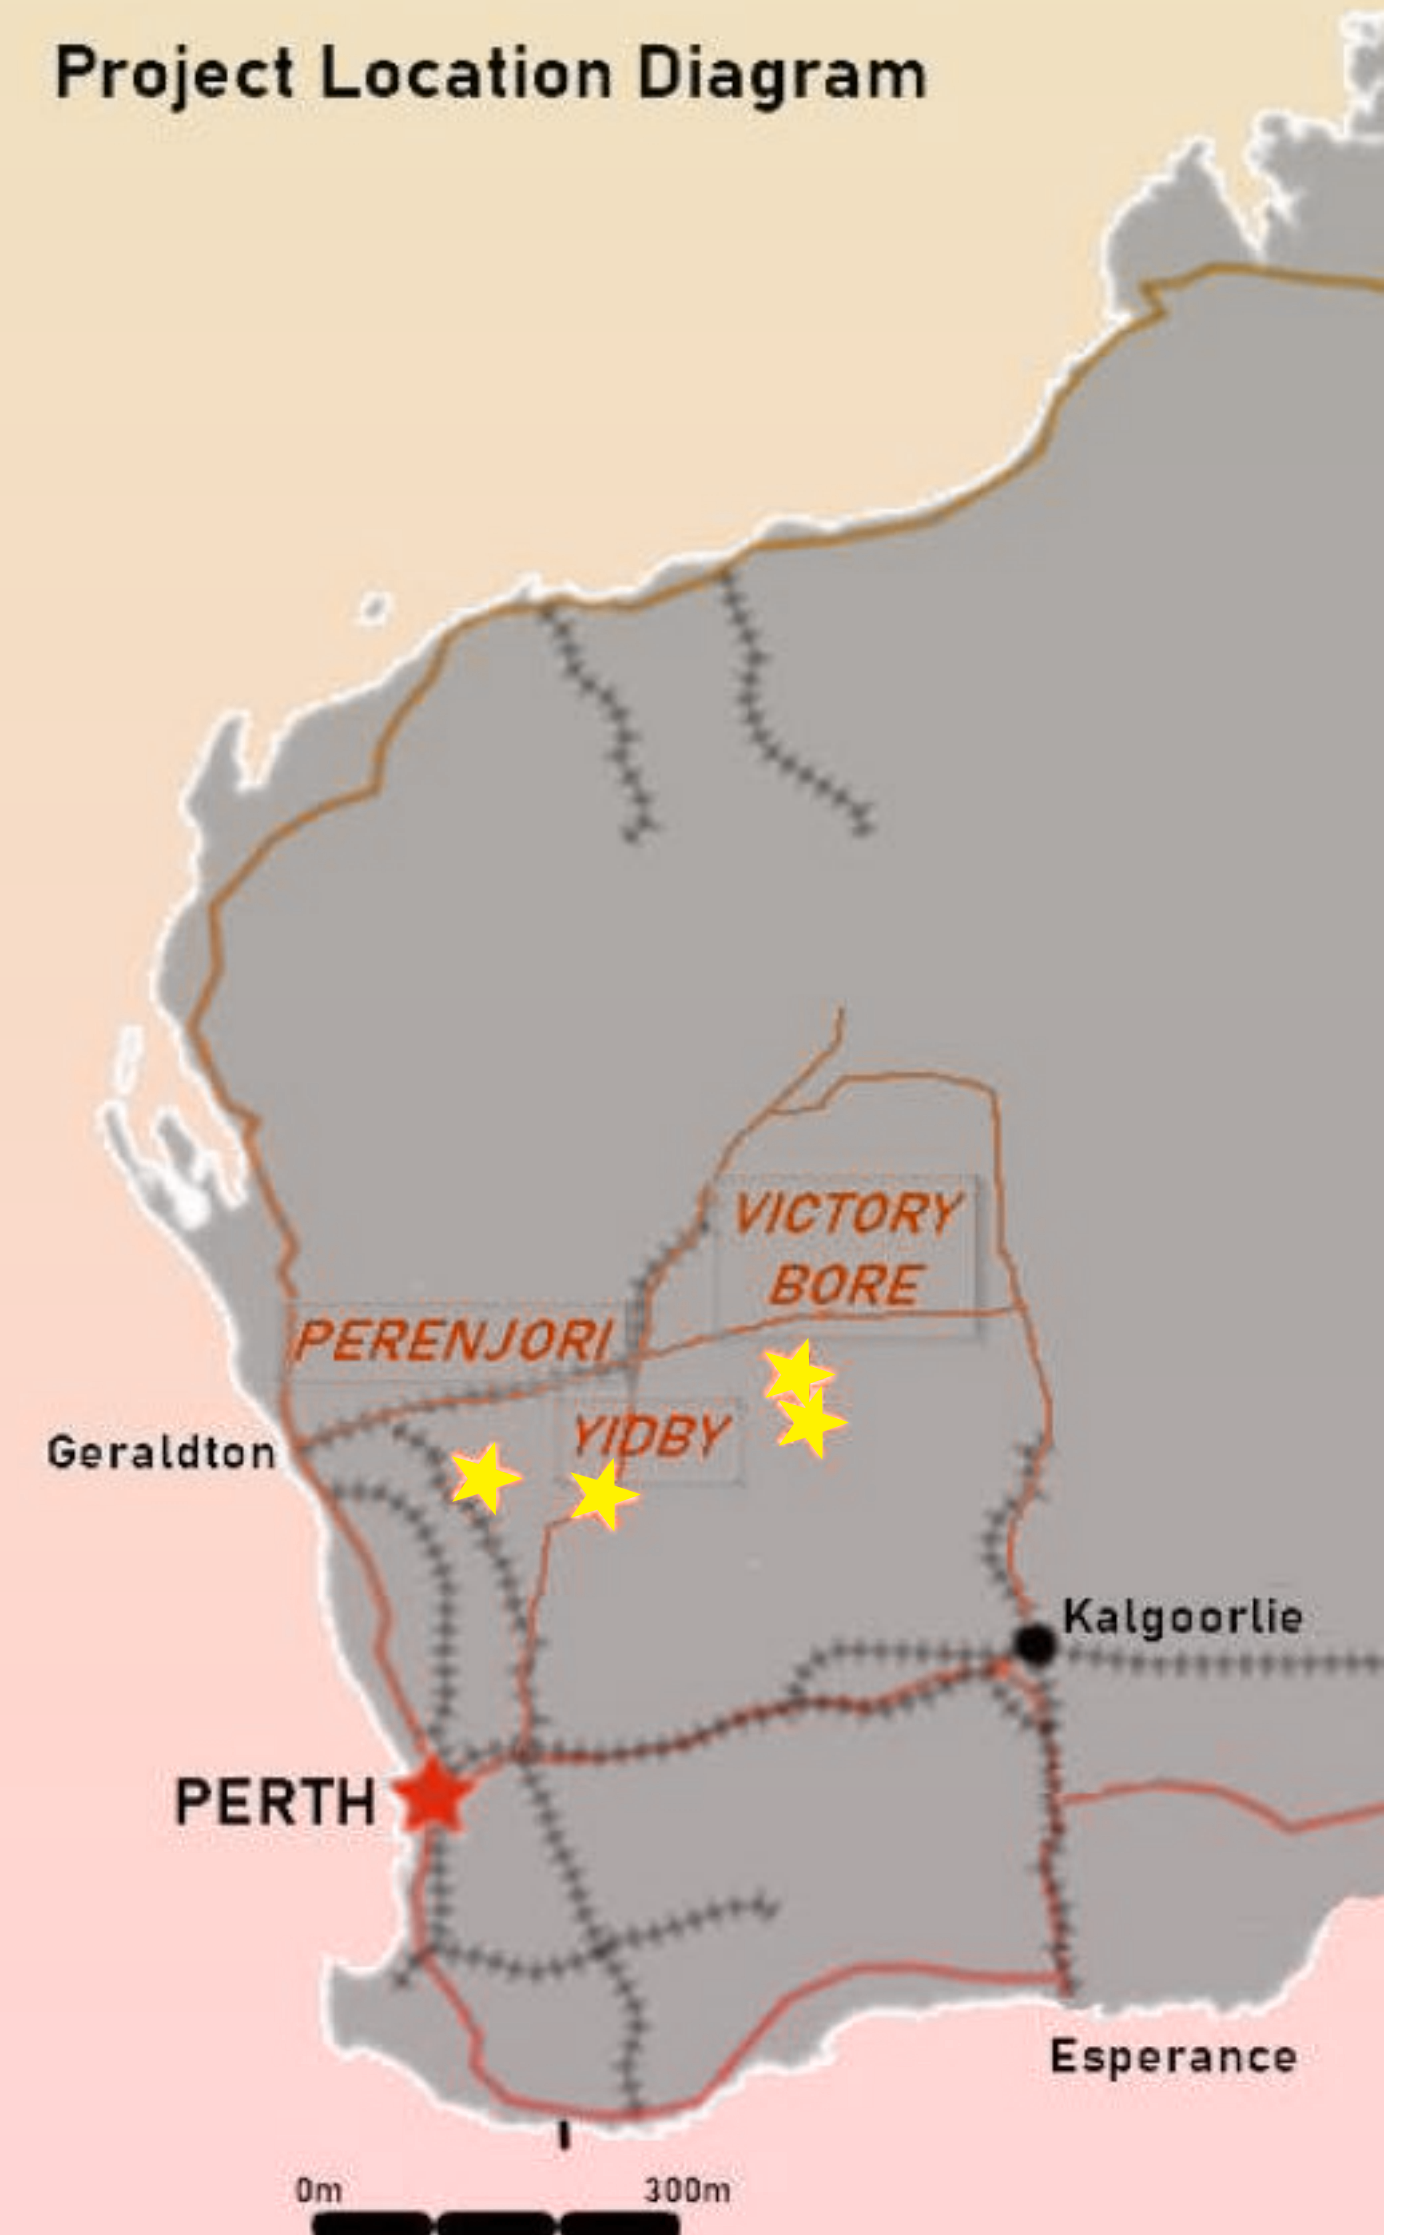 Project Location Diagram
VICTORY
BORE
PERENJORI
YIDBY
Geraldton
Kalgoorlie
PERTH
Esperance
0m 300m